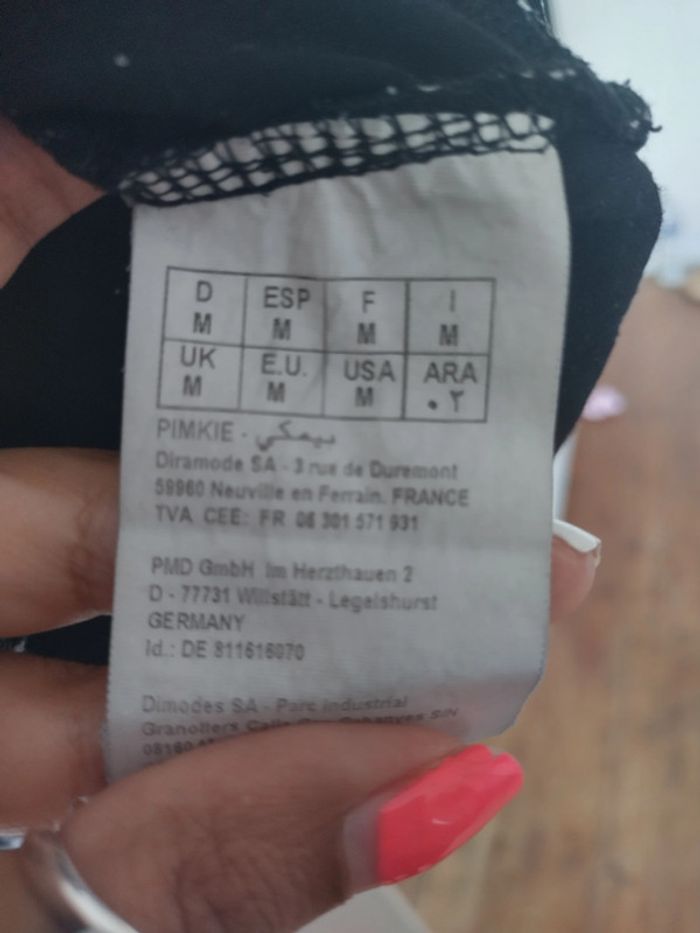 D ESP F I
M M M M
UK E.U. USA ARA
M M M ٠٢
PIMKIE - بيمكي
Diramode SA - 3 rue de Duremont
59960 Neuville en Ferrain. FRANCE
TVA CEE: FR 06 301 571 931
PMD GmbH Im Herzthauen 2
D - 77731 Willstätt - Legelshurst
GERMANY
Id.: DE 811616070
Dimodes SA - Parc Industrial
Granollers S/N
08160